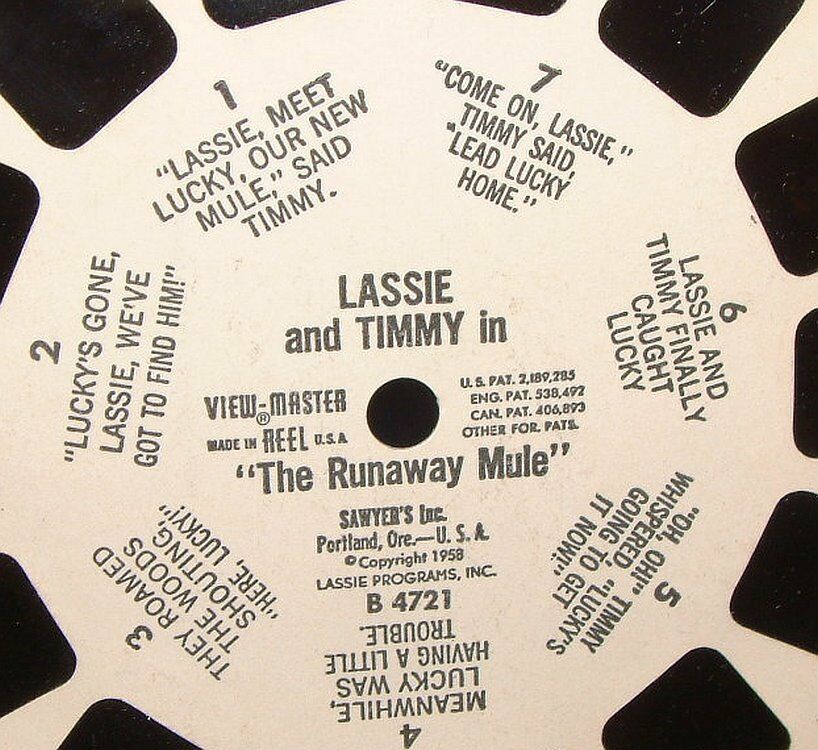 LASSIE
and TIMMY in
VIEW-MASTER
®
MADE IN REEL U.S.A.
U.S. PAT. 2,189,285
ENG. PAT. 538,492
CAN. PAT. 406,893
OTHER FOR. PATS.
"The Runaway Mule"
SAWYER'S Inc.
Portland, Ore.—U. S. A.
© Copyright 1958
LASSIE PROGRAMS, INC.
B 4721
1
"LASSIE, MEET
LUCKY, OUR NEW
MULE," SAID
TIMMY.
2
"LUCKY'S GONE,
LASSIE, WE'VE
GOT TO FIND HIM!"
3
THEY ROAMED
THE WOODS
SHOUTING,
"HERE, LUCKY!"
4
MEANWHILE,
LUCKY WAS
HAVING A LITTLE
TROUBLE.
5
"OH, OH!" TIMMY
WHISPERED, "LUCKY'S
GOING TO GET
IT NOW!"
6
LASSIE AND
TIMMY FINALLY
CAUGHT
LUCKY
7
"COME ON, LASSIE,"
TIMMY SAID,
"LEAD LUCKY
HOME."